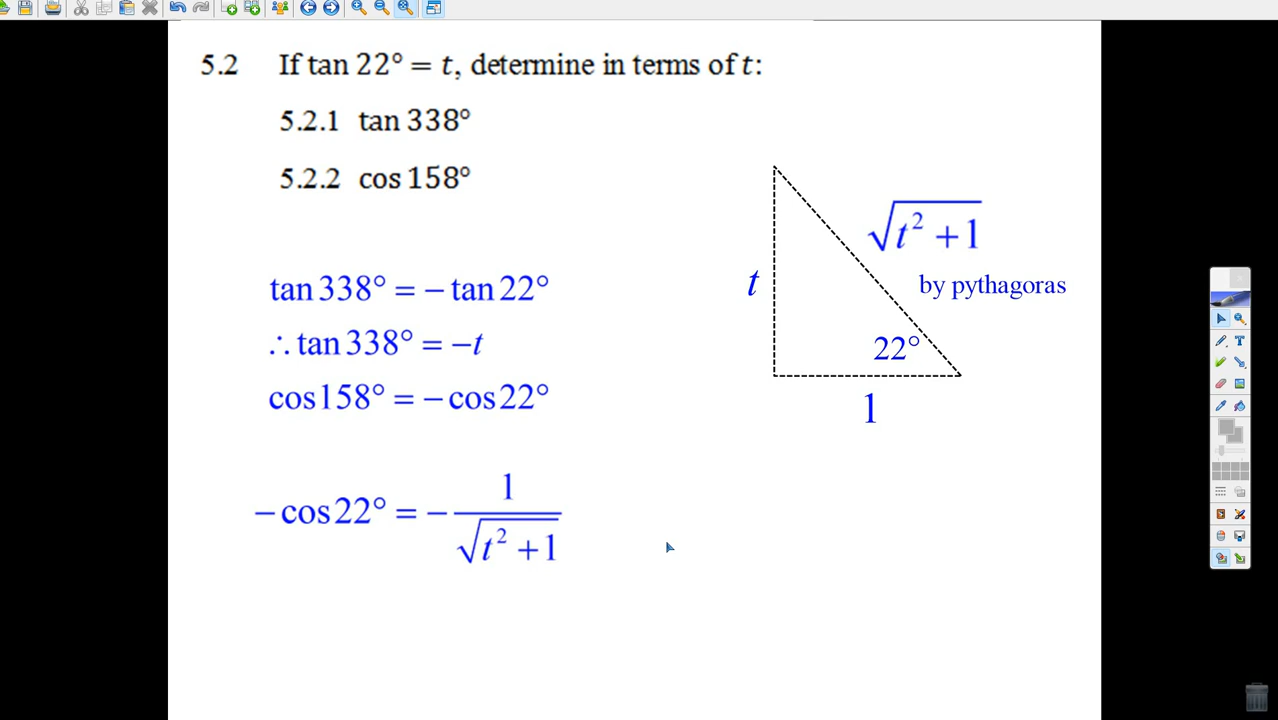 5.2 If tan 22° = t, determine in terms of t:
5.2.1 tan 338°
5.2.2 cos 158°
√(t² + 1)
tan 338° = − tan 22°
t
by pythagoras
∴ tan 338° = −t
22°
cos158° = − cos 22°
1
− cos 22° = − 1/√(t² + 1)